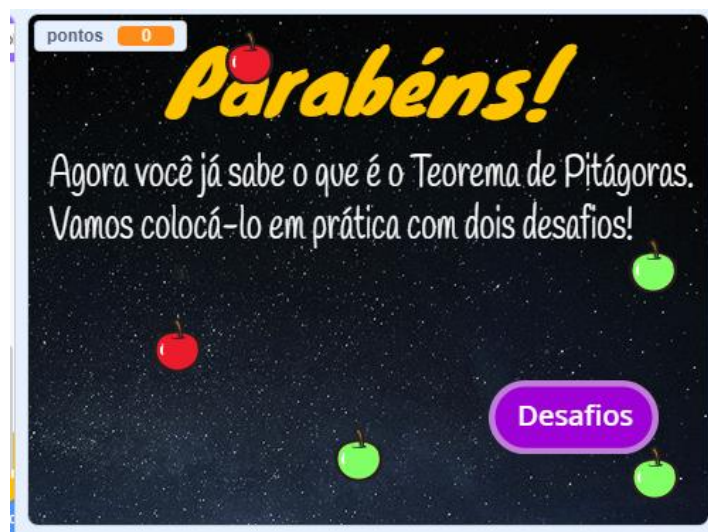 pontos 0
Parabéns!
Agora você já sabe o que é o Teorema de Pitágoras.
Vamos colocá-lo em prática com dois desafios!
Desafios